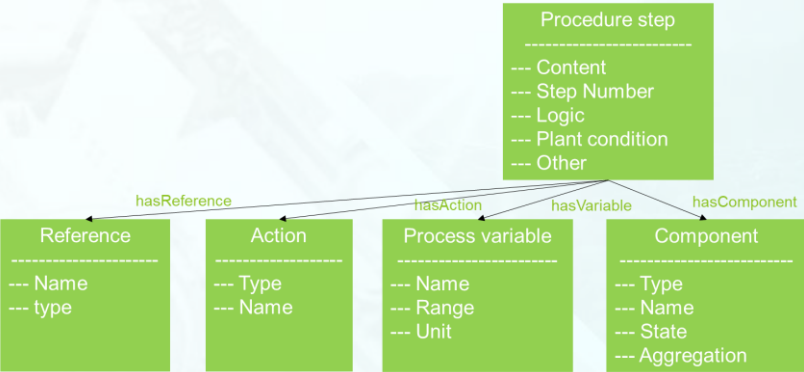 Procedure step
-------------------------
--- Content
--- Step Number
--- Logic
--- Plant condition
--- Other
hasReference
hasAction
hasVariable
hasComponent
Reference
----------------------
--- Name
--- type
Action
-------------------
--- Type
--- Name
Process variable
------------------------
--- Name
--- Range
--- Unit
Component
--------------------------
--- Type
--- Name
--- State
--- Aggregation